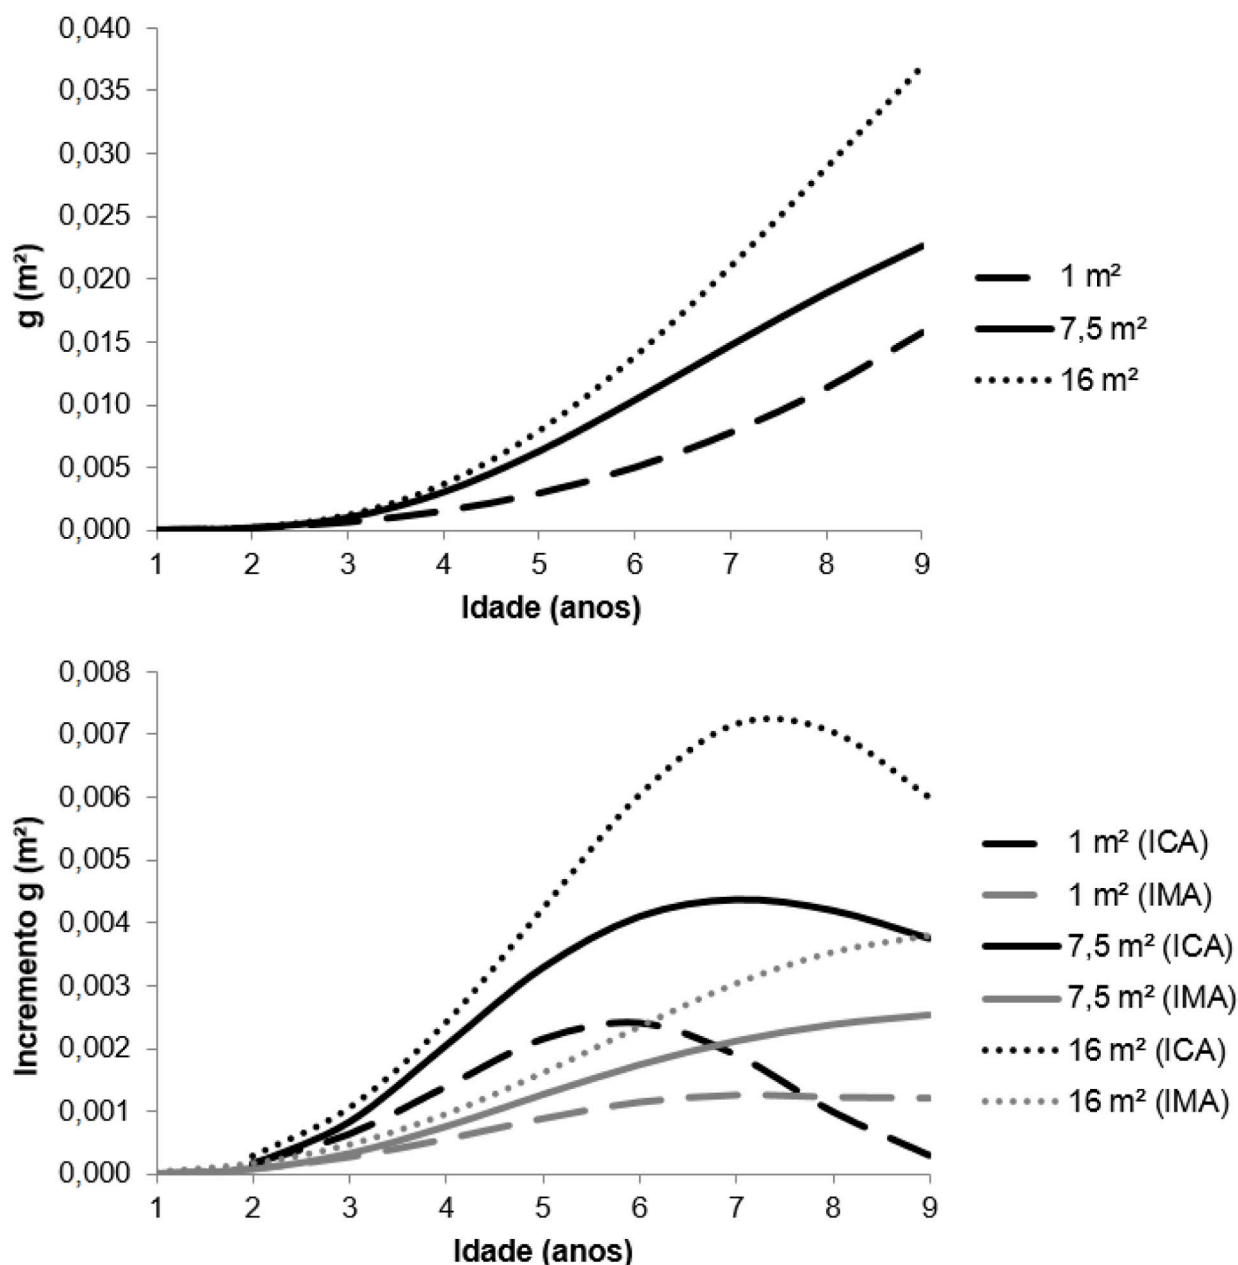 0,040
0,035
0,030
0,025
0,020
0,015
0,010
0,005
0,000
g (m²)
1 2 3 4 5 6 7 8 9
Idade (anos)
1 m²
7,5 m²
16 m²
0,008
0,007
0,006
0,005
0,004
0,003
0,002
0,001
0,000
Incremento g (m²)
1 2 3 4 5 6 7 8 9
Idade (anos)
1 m² (ICA)
1 m² (IMA)
7,5 m² (ICA)
7,5 m² (IMA)
16 m² (ICA)
16 m² (IMA)